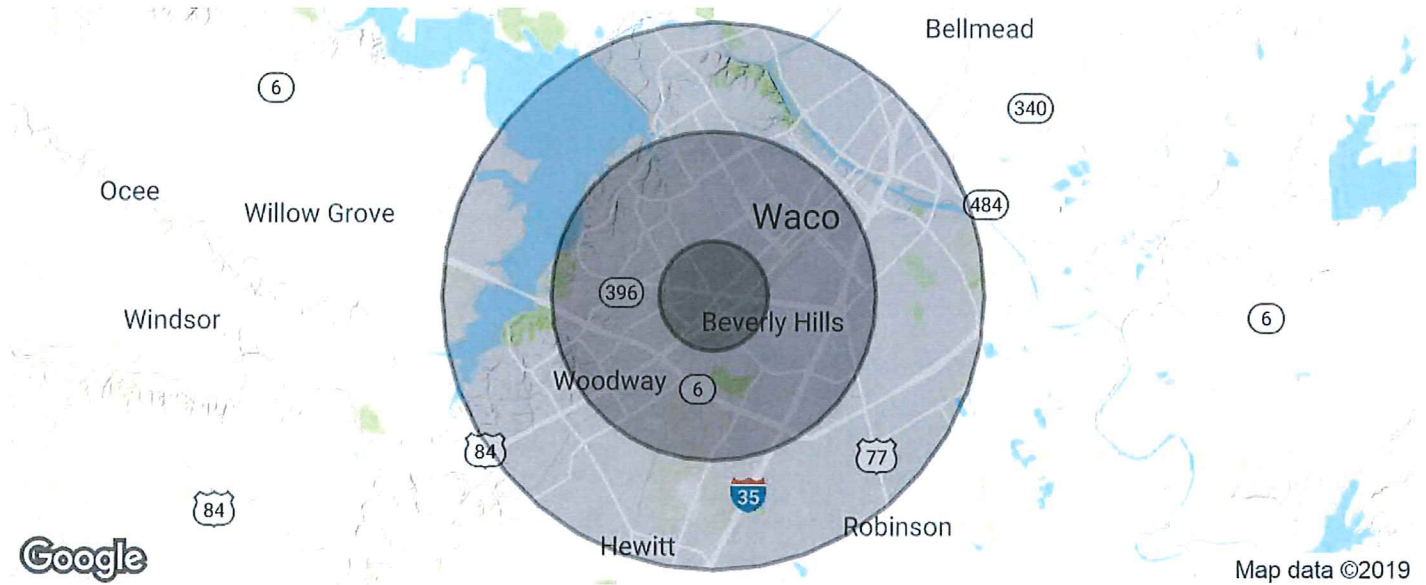 Bellmead
6
340
Ocee
Willow Grove
Waco
484
396
Windsor
Beverly Hills
6
Woodway
6
84
77
84
35
Robinson
Hewitt
Google
Map data ©2019